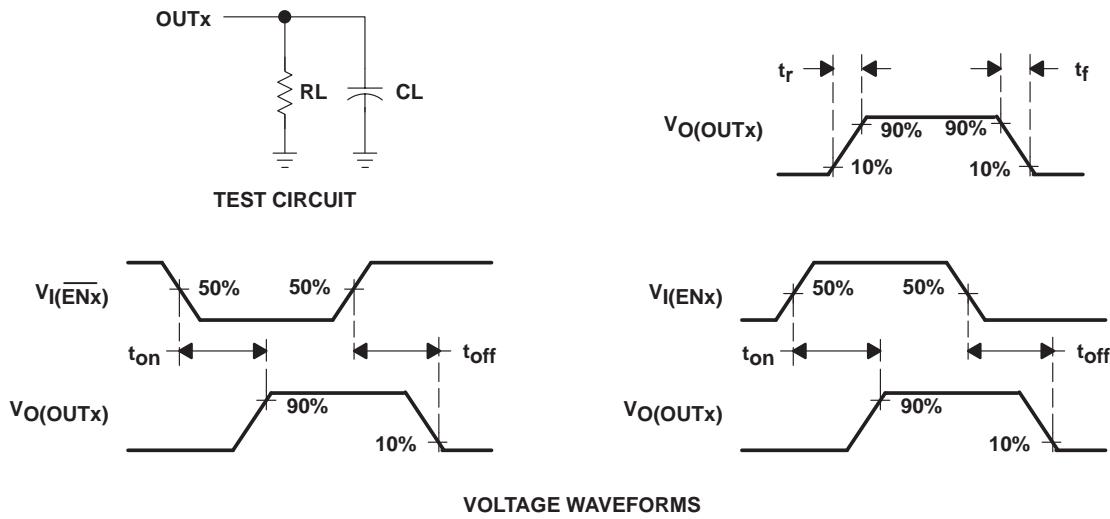 OUTx
RL
CL
TEST CIRCUIT
tr
tf
VO(OUTx)
90%
90%
10%
10%
VI(E̅N̅x̅)
50%
50%
ton
toff
VO(OUTx)
90%
10%
VI(ENx)
50%
50%
ton
toff
VO(OUTx)
90%
10%
VOLTAGE WAVEFORMS